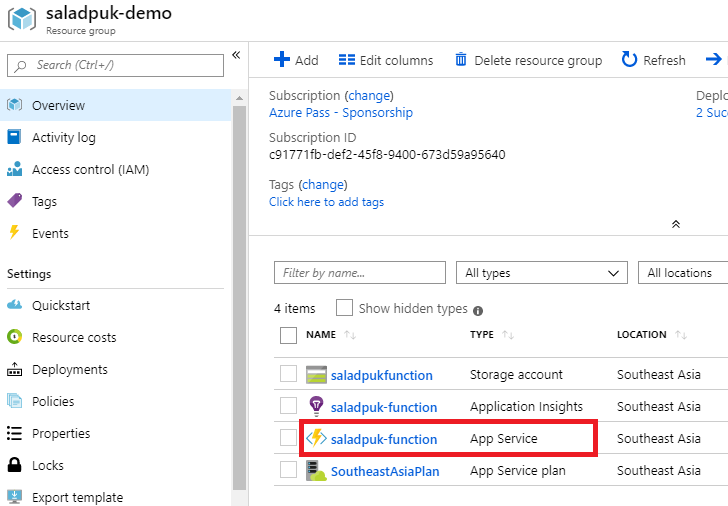 saladpuk-demo
Resource group
Search (Ctrl+/)
Overview
Activity log
Access control (IAM)
Tags
Events
Settings
Quickstart
Resource costs
Deployments
Policies
Properties
Locks
Export template
Add Edit columns Delete resource group Refresh
Subscription (change)
Azure Pass - Sponsorship
Subscription ID
c91771fb-def2-45f8-9400-673d59a95640
Tags (change)
Click here to add tags
Deplo
2 Suc
Filter by name... All types All locations
4 items Show hidden types
NAME TYPE LOCATION
saladpukfunction Storage account Southeast Asia
saladpuk-function Application Insights Southeast Asia
saladpuk-function App Service Southeast Asia
SoutheastAsiaPlan App Service plan Southeast Asia